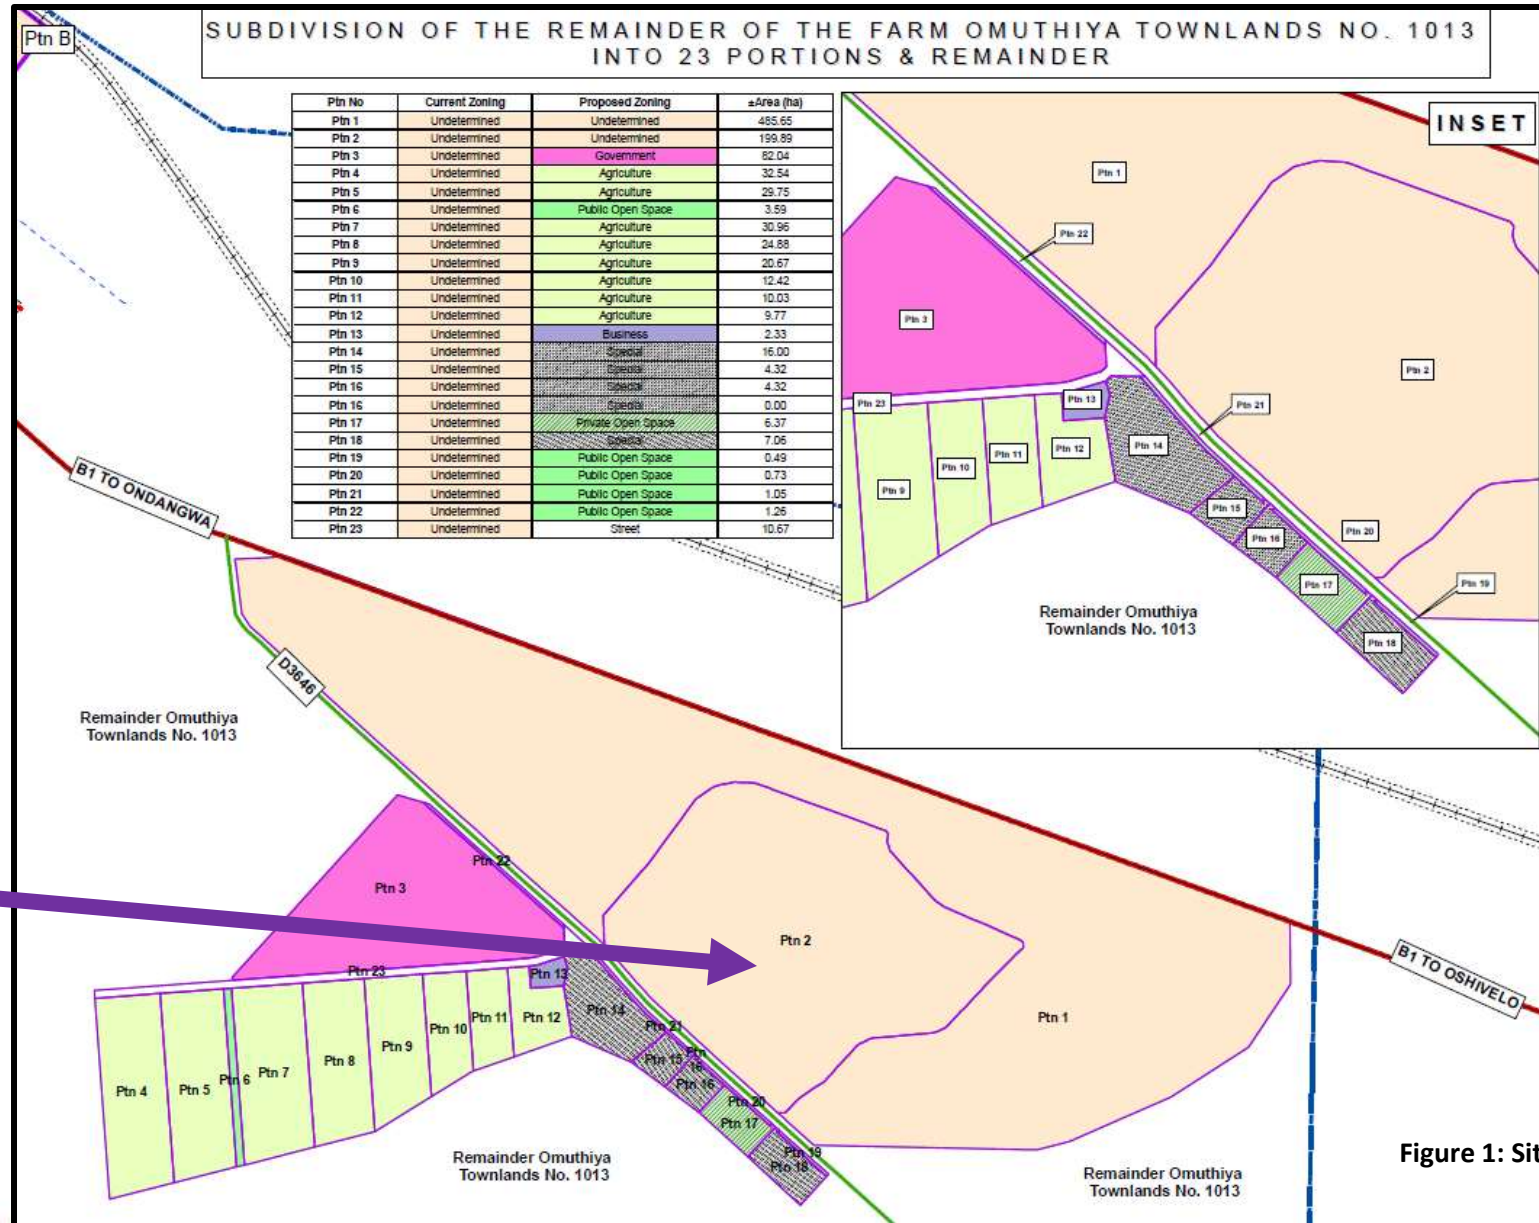 Ptn B
SUBDIVISION OF THE REMAINDER OF THE FARM OMUTHIYA TOWNLANDS NO. 1013
INTO 23 PORTIONS & REMAINDER
Ptn No Current Zoning Proposed Zoning ±Area (ha)
Ptn 1 Undetermined Undetermined 485.65
Ptn 2 Undetermined Undetermined 199.89
Ptn 3 Undetermined Government 82.04
Ptn 4 Undetermined Agriculture 32.54
Ptn 5 Undetermined Agriculture 29.75
Ptn 6 Undetermined Public Open Space 3.59
Ptn 7 Undetermined Agriculture 30.96
Ptn 8 Undetermined Agriculture 24.88
Ptn 9 Undetermined Agriculture 20.67
Ptn 10 Undetermined Agriculture 12.42
Ptn 11 Undetermined Agriculture 10.03
Ptn 12 Undetermined Agriculture 9.77
Ptn 13 Undetermined Business 2.33
Ptn 14 Undetermined Special 16.00
Ptn 15 Undetermined Special 4.32
Ptn 16 Undetermined Special 4.32
Ptn 16 Undetermined Special 0.00
Ptn 17 Undetermined Private Open Space 6.37
Ptn 18 Undetermined Special 7.06
Ptn 19 Undetermined Public Open Space 0.49
Ptn 20 Undetermined Public Open Space 0.73
Ptn 21 Undetermined Public Open Space 1.05
Ptn 22 Undetermined Public Open Space 1.26
Ptn 23 Undetermined Street 10.67
INSET
Ptn 1
Ptn 22
Ptn 3
Ptn 2
Ptn 23
Ptn 13
Ptn 21
Ptn 14
Ptn 12
Ptn 11
Ptn 10
Ptn 9
Ptn 15
Ptn 16
Ptn 20
Ptn 17
Ptn 19
Ptn 18
Remainder Omuthiya
Townlands No. 1013
B1 TO ONDANGWA
D3646
Remainder Omuthiya
Townlands No. 1013
Ptn 22
Ptn 3
Ptn 2
B1 TO OSHIVELO
Ptn 23
Ptn 13
Ptn 14
Ptn 1
Ptn 21
Ptn 12
Ptn 11
Ptn 10
Ptn 9
Ptn 8
Ptn 7
Ptn 6
Ptn 5
Ptn 4
Ptn 15
Ptn
16
Ptn 16
Ptn 20
Ptn 17
Ptn 19
Ptn 18
Remainder Omuthiya
Townlands No. 1013
Remainder Omuthiya
Townlands No. 1013
Figure 1: Sit